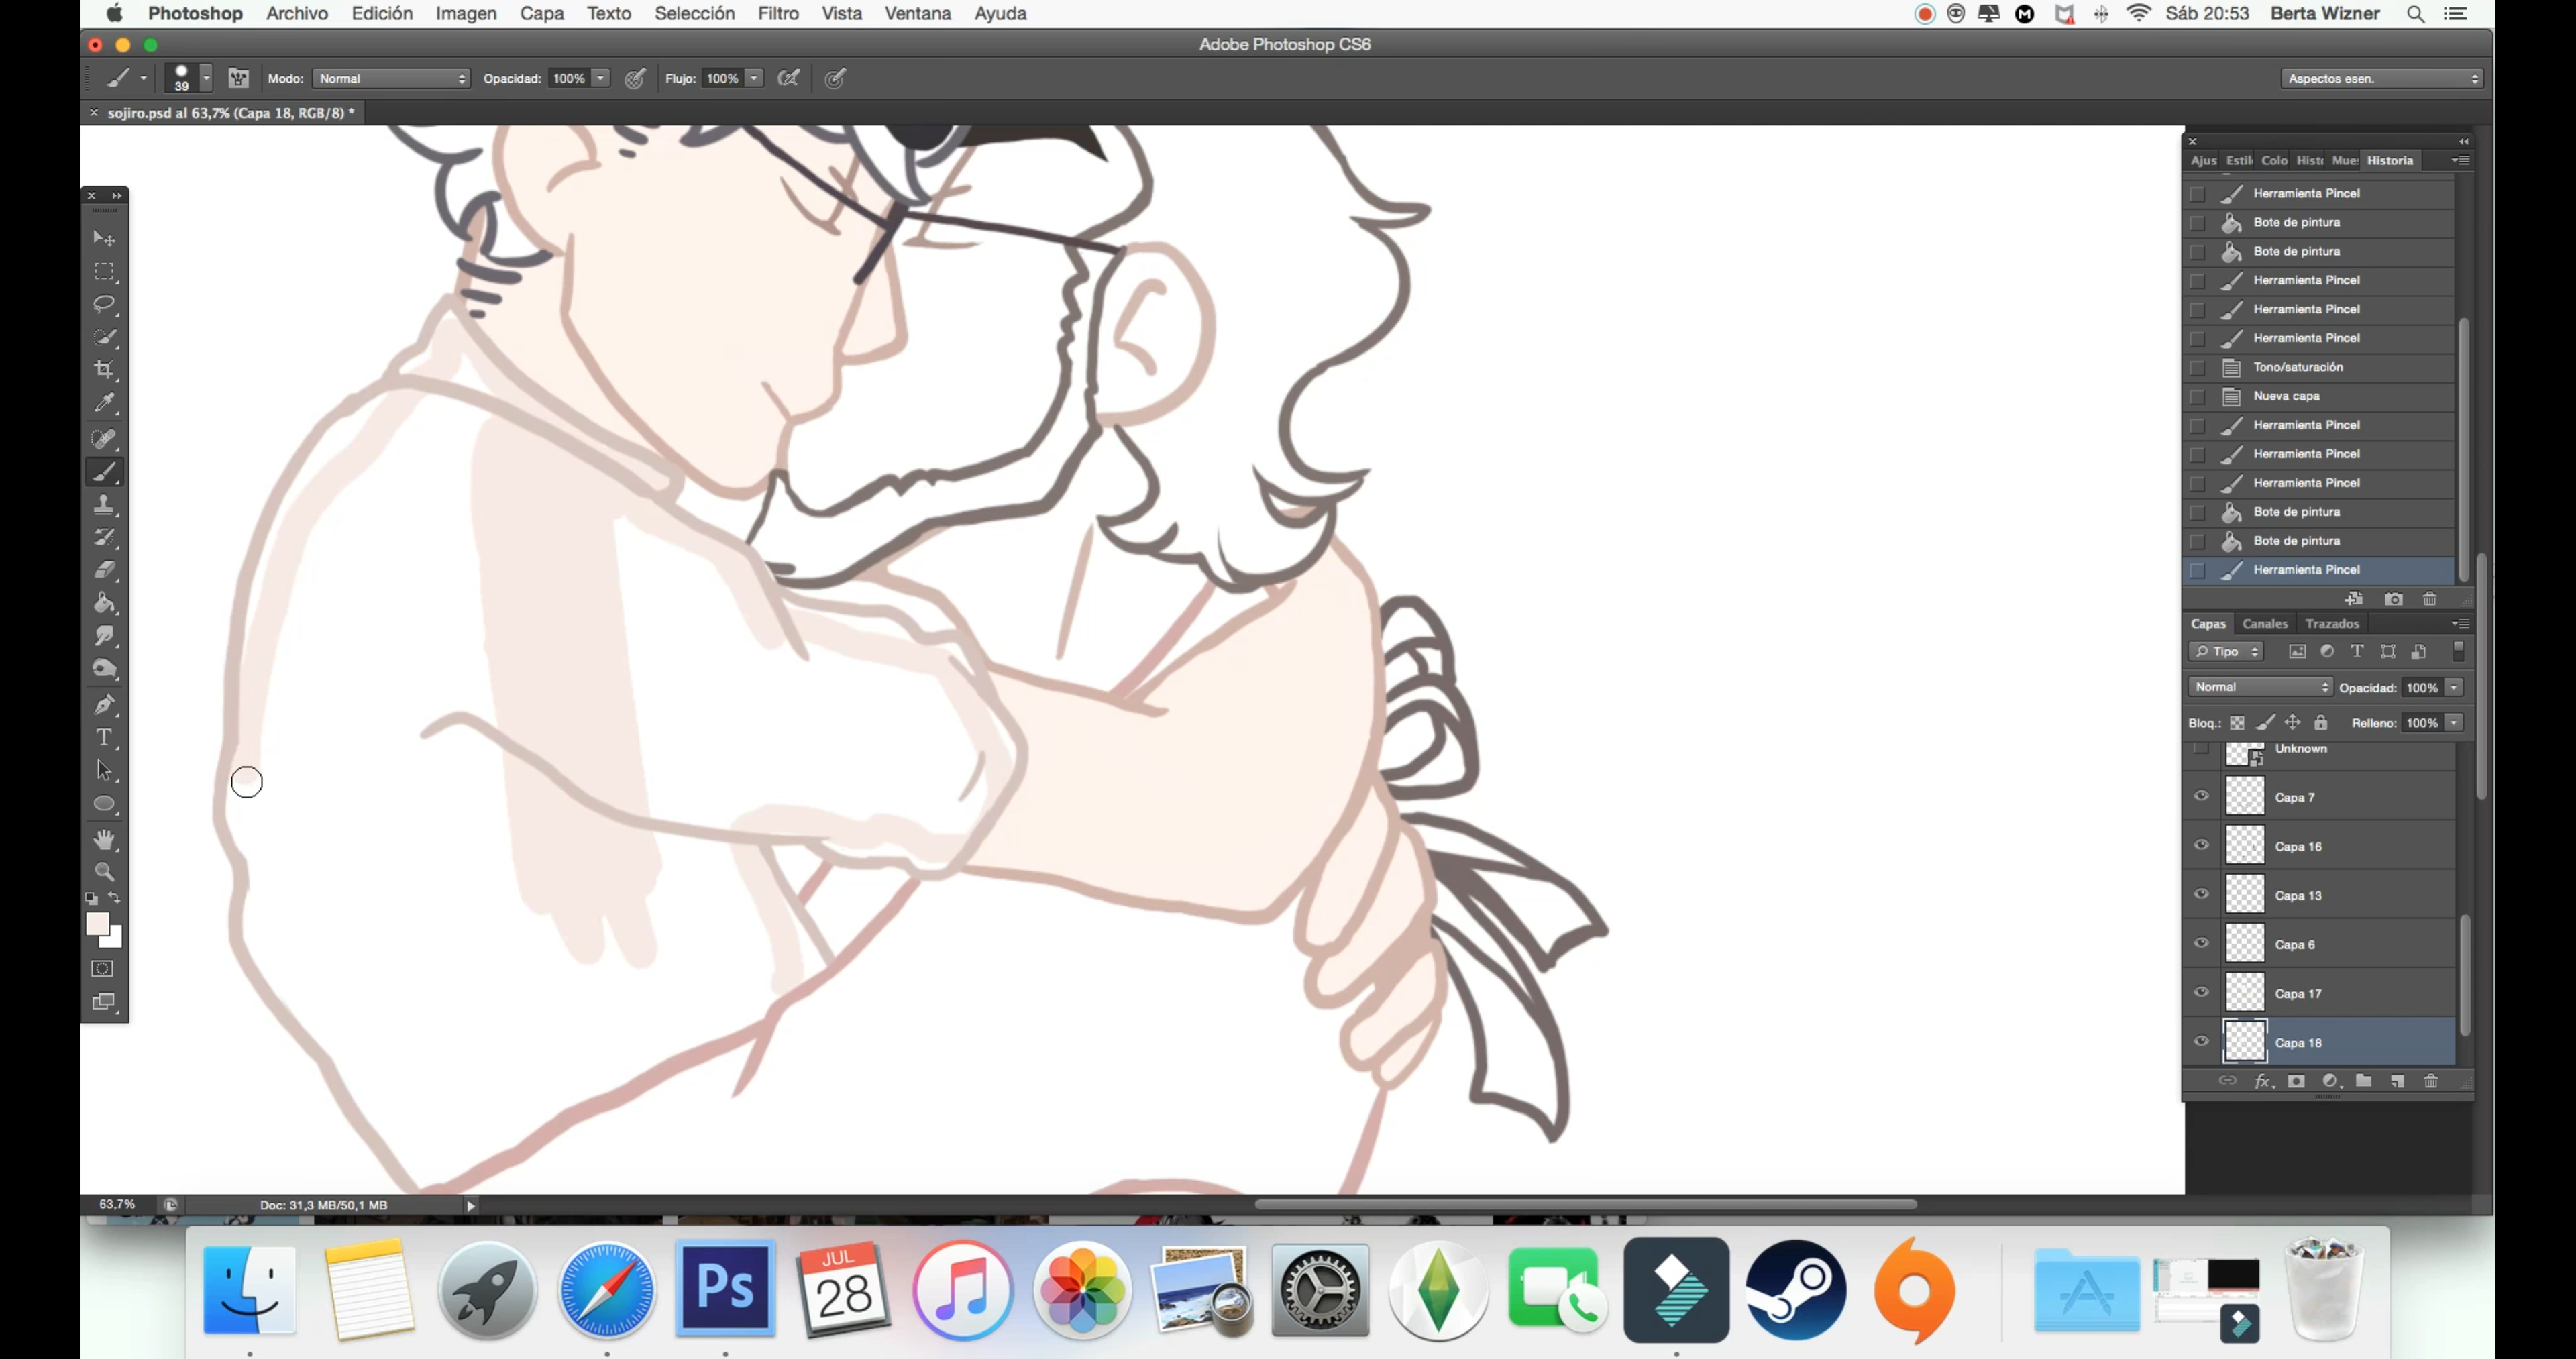 Photoshop Archivo Edición Imagen Capa Texto Selección Filtro Vista Ventana Ayuda Sáb 20:53 Berta Wizner
Adobe Photoshop CS6
39 Modo: Normal Opacidad: 100% Flujo: 100% Aspectos esen.
× sojiro.psd al 63,7% (Capa 18, RGB/8) *
Ajus Estil Colo Histo Mues Historia
Herramienta Pincel
Bote de pintura
Bote de pintura
Herramienta Pincel
Herramienta Pincel
Herramienta Pincel
Tono/saturación
Nueva capa
Herramienta Pincel
Herramienta Pincel
Herramienta Pincel
Bote de pintura
Bote de pintura
Herramienta Pincel
Capas Canales Trazados
Tipo
Normal Opacidad: 100%
Bloq.: Relleno: 100%
Unknown
Capa 7
Capa 16
Capa 13
Capa 6
Capa 17
Capa 18
fx
63,7% Doc: 31,3 MB/50,1 MB
Ps
JUL
28